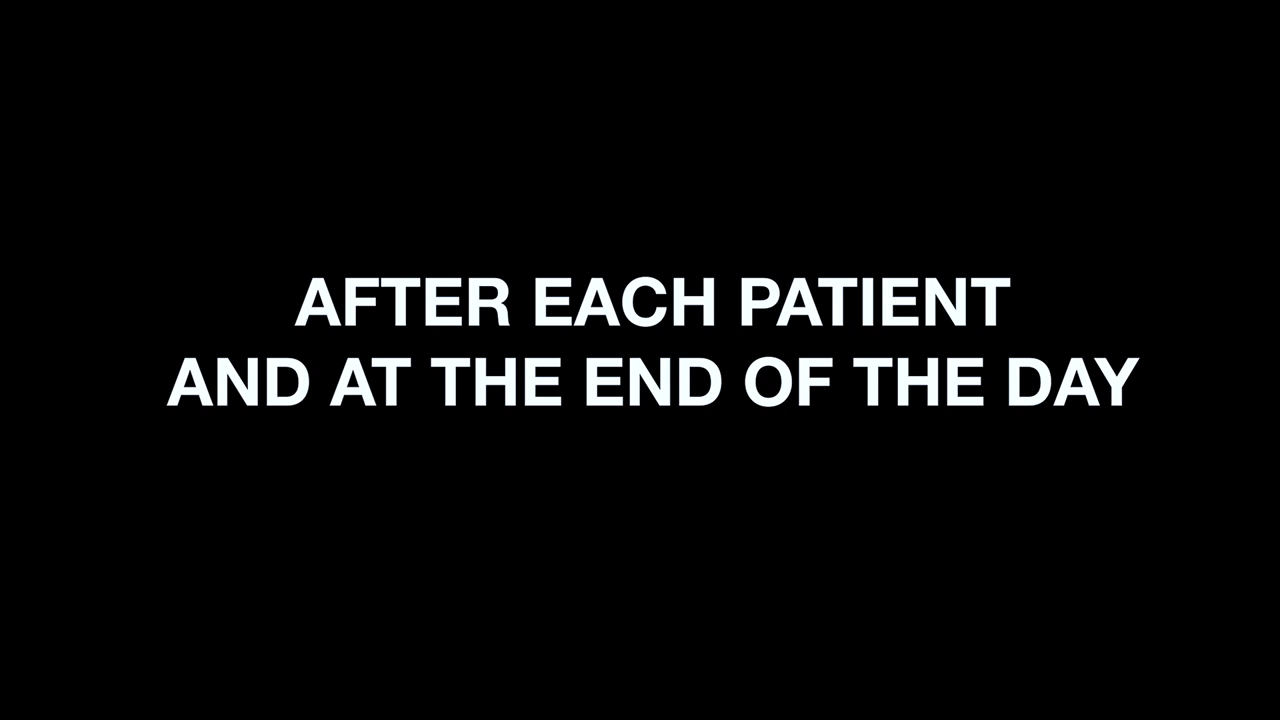 AFTER EACH PATIENT
AND AT THE END OF THE DAY